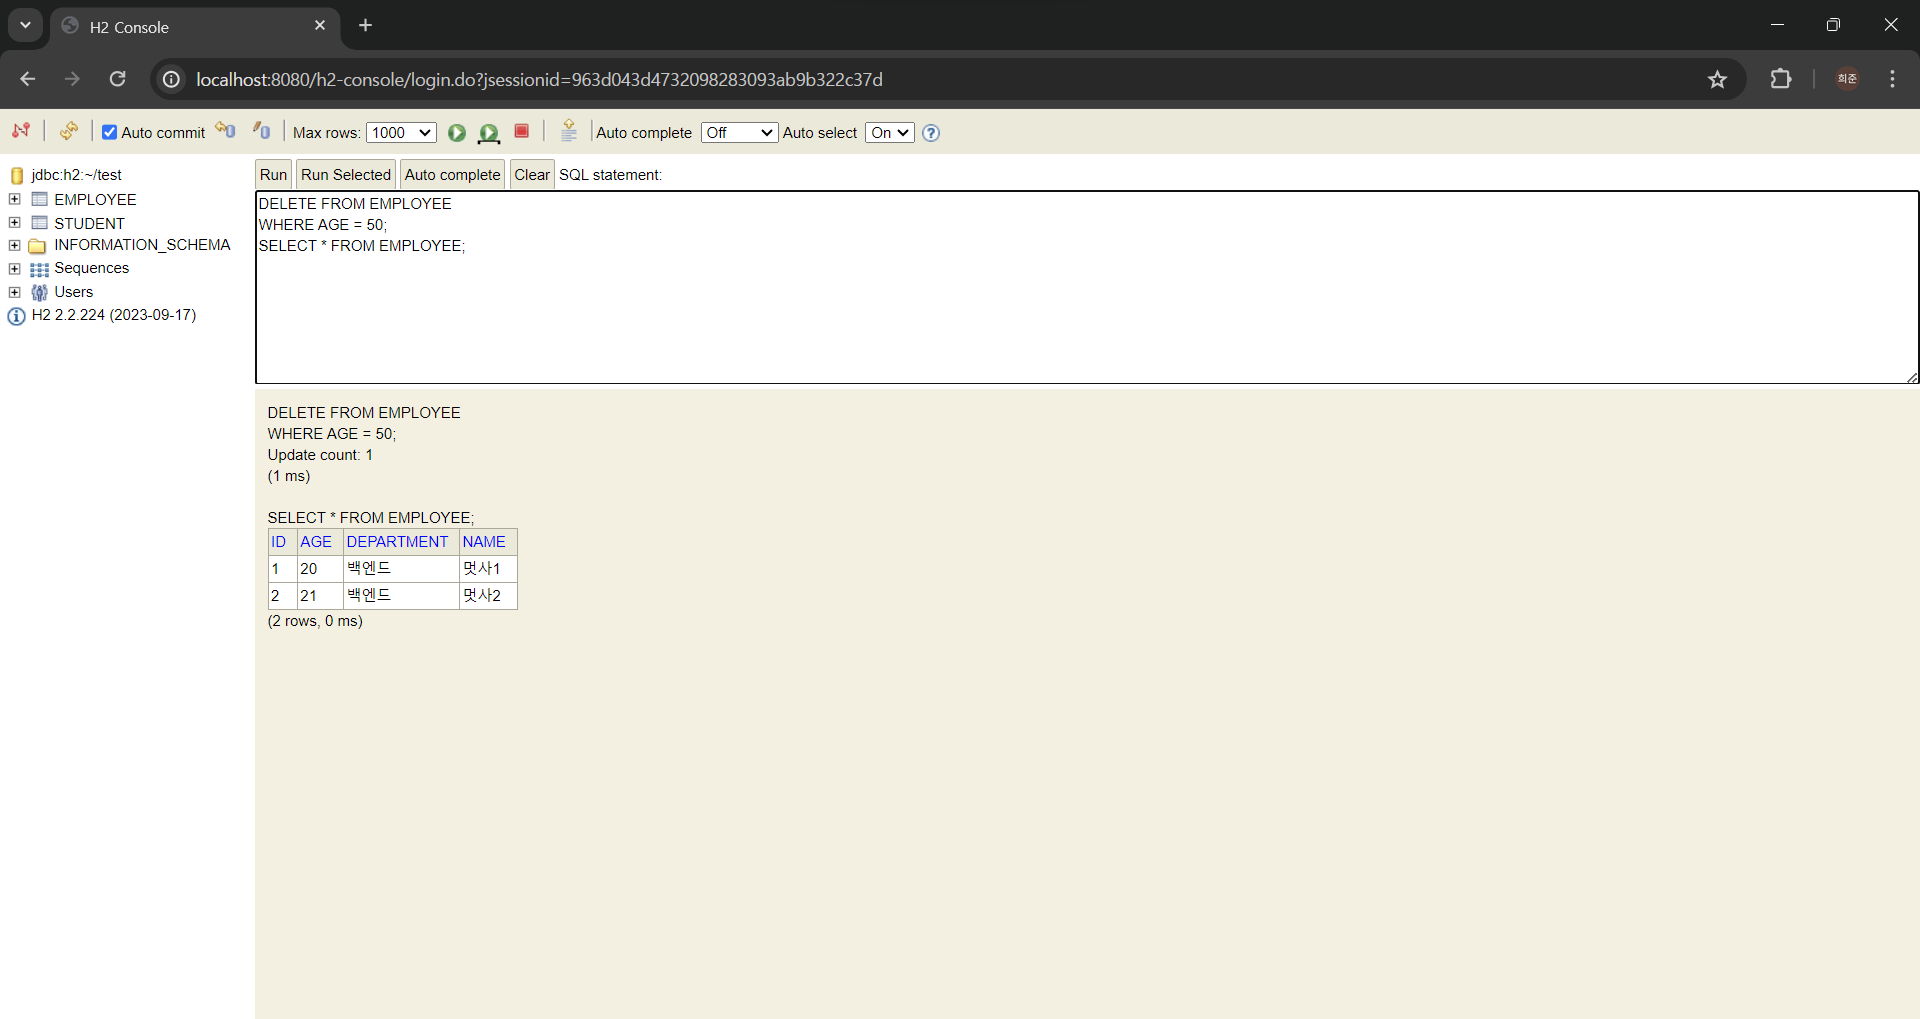 H2 Console
localhost:8080/h2-console/login.do?jsessionid=963d043d4732098283093ab9b322c37d
희준
Auto commit
Max rows: 1000
Auto complete Off
Auto select On
jdbc:h2:~/test
EMPLOYEE
STUDENT
INFORMATION_SCHEMA
Sequences
Users
H2 2.2.224 (2023-09-17)
Run Run Selected Auto complete Clear SQL statement:
DELETE FROM EMPLOYEE
WHERE AGE = 50;
SELECT * FROM EMPLOYEE;
DELETE FROM EMPLOYEE
WHERE AGE = 50;
Update count: 1
(1 ms)
SELECT * FROM EMPLOYEE;
ID AGE DEPARTMENT NAME
1 20 백엔드 멋사1
2 21 백엔드 멋사2
(2 rows, 0 ms)